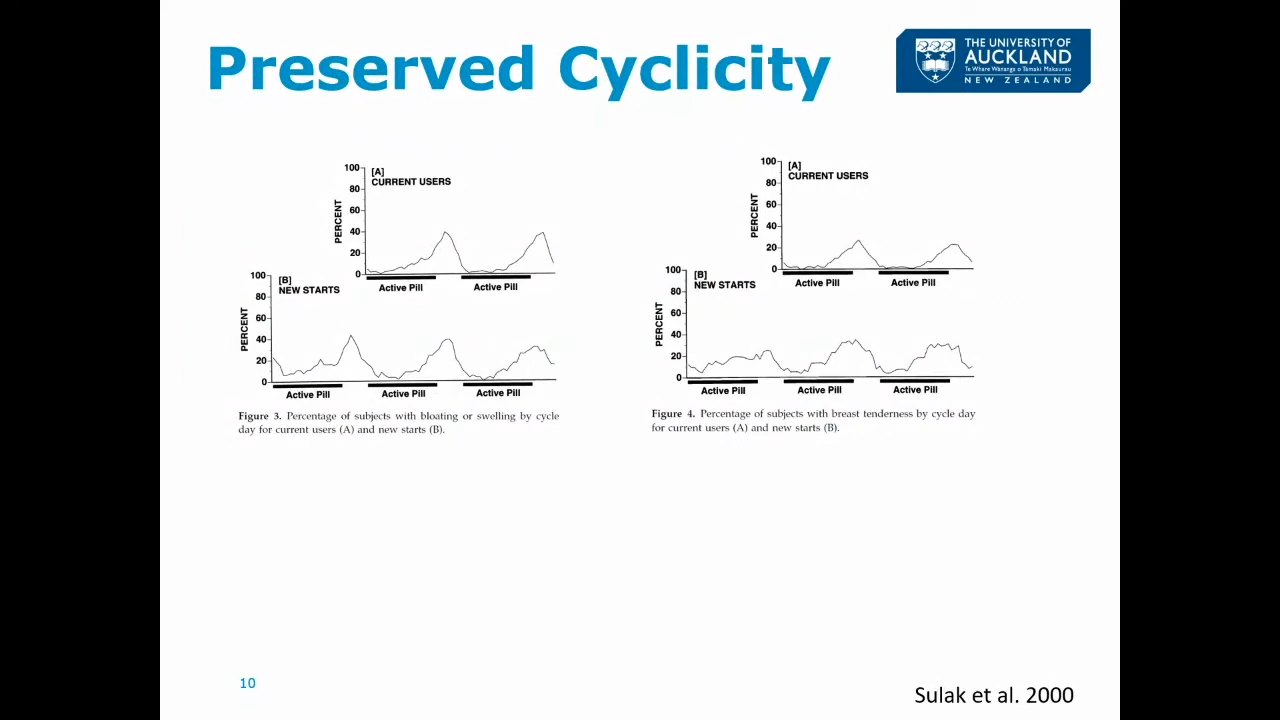 Preserved Cyclicity
THE UNIVERSITY OF
AUCKLAND
Te Whare Wānanga o Tāmaki Makaurau
NEW ZEALAND
100
80
60
40
20
0
PERCENT
[A]
CURRENT USERS
Active Pill
Active Pill
100
80
60
40
20
0
PERCENT
[B]
NEW STARTS
Active Pill
Active Pill
Active Pill
Figure 3. Percentage of subjects with bloating or swelling by cycle
day for current users (A) and new starts (B).
100
80
60
40
20
0
PERCENT
[A]
CURRENT USERS
Active Pill
Active Pill
100
80
60
40
20
0
PERCENT
[B]
NEW STARTS
Active Pill
Active Pill
Active Pill
Figure 4. Percentage of subjects with breast tenderness by cycle day
for current users (A) and new starts (B).
10
Sulak et al. 2000